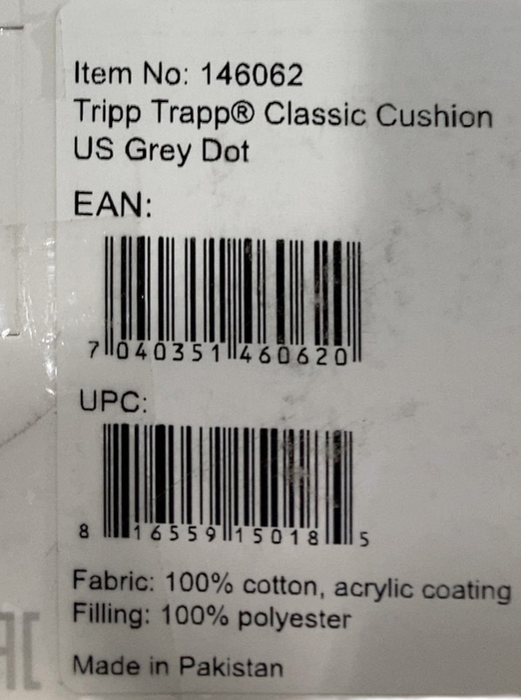 Item No: 146062
Tripp Trapp® Classic Cushion
US Grey Dot
EAN:
7 040351 460620
UPC:
8 16559 15018 5
Fabric: 100% cotton, acrylic coating
Filling: 100% polyester
Made in Pakistan